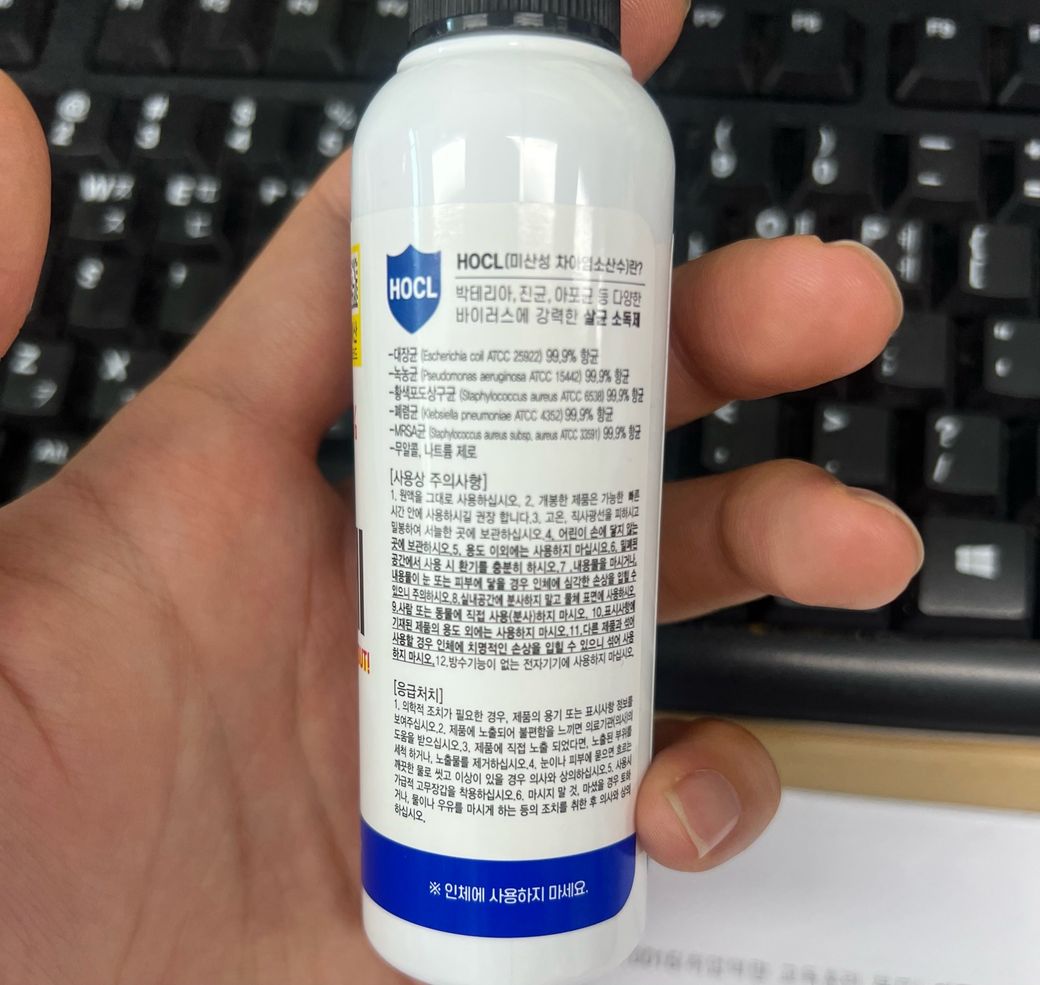 HOCL
HOCL(미산성 차아염소산수)란?
박테리아, 진균, 아포균 등 다양한
바이러스에 강력한 살균 소독제
-대장균 (Escherichia coli ATCC 25922) 99.9% 항균
-녹농균 (Pseudomonas aeruginosa ATCC 15442) 99.9% 항균
-황색포도상구균 (Staphylococcus aureus ATCC 6538) 99.9% 항균
-폐렴균 (Klebsiella pneumoniae ATCC 4352) 99.9% 항균
-MRSA균 (Staphylococcus aureus subsp. aureus ATCC 33591) 99.9% 항균
-무알콜, 나트륨 제로
[사용상 주의사항]
1. 원액을 그대로 사용하십시오. 2. 개봉한 제품은 가능한 빠른
시간 안에 사용하시길 권장 합니다.3. 고온, 직사광선을 피하시고
밀봉하여 서늘한 곳에 보관하십시오.4. 어린이 손에 닿지 않는
곳에 보관하시오.5. 용도 이외에는 사용하지 마십시요.6. 밀폐된
공간에서 사용 시 환기를 충분히 하시오.7 .내용물을 마시거나,
내용물이 눈 또는 피부에 닿을 경우 인체에 심각한 손상을 입힐 수
있으니 주의하시오.8.실내공간에 분사하지 말고 물체 표면에 사용하시오.
9.사람 또는 동물에 직접 사용(분사)하지 마시오. 10.표시사항에
기재된 제품의 용도 외에는 사용하지 마시오.11.다른 제품과 섞어
사용할 경우 인체에 치명적인 손상을 입힐 수 있으니 섞어 사용
하지 마시오.12.방수기능이 없는 전자기기에 사용하지 마십시오.
[응급처치]
1. 의학적 조치가 필요한 경우, 제품의 용기 또는 표시사항 정보를
보여주십시오.2. 제품에 노출되어 불편함을 느끼면 의료기관(의사)의
도움을 받으십시오.3. 제품에 직접 노출 되었다면, 노출된 부위를
세척 하거나, 노출물을 제거하십시오.4. 눈이나 피부에 묻으면 흐르는
깨끗한 물로 씻고 이상이 있을 경우 의사와 상의하십시오.5. 사용시
가급적 고무장갑을 착용하십시오.6. 마시지 말 것, 마셨을 경우 토하
거나, 물이나 우유를 마시게 하는 등의 조치를 취한 후 의사와 상의
하십시오.
※ 인체에 사용하지 마세요.